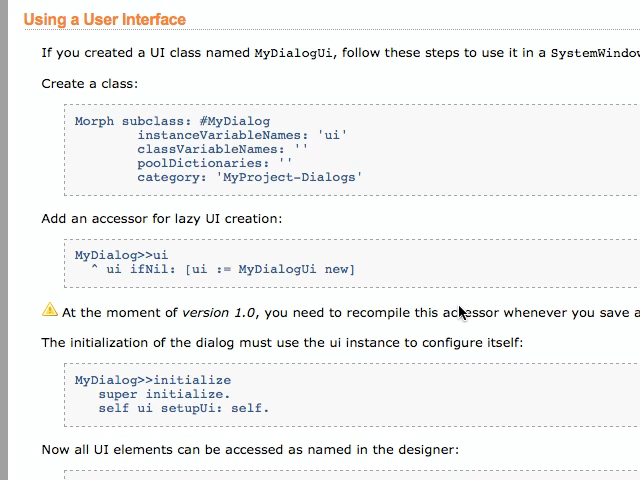 Using a User Interface
If you created a UI class named MyDialogUi, follow these steps to use it in a SystemWindow
Create a class:
Morph subclass: #MyDialog
instanceVariableNames: 'ui'
classVariableNames: ''
poolDictionaries: ''
category: 'MyProject-Dialogs'
Add an accessor for lazy UI creation:
MyDialog>>ui
^ ui ifNil: [ui := MyDialogUi new]
At the moment of version 1.0, you need to recompile this accessor whenever you save a
The initialization of the dialog must use the ui instance to configure itself:
MyDialog>>initialize
super initialize.
self ui setupUi: self.
Now all UI elements can be accessed as named in the designer: